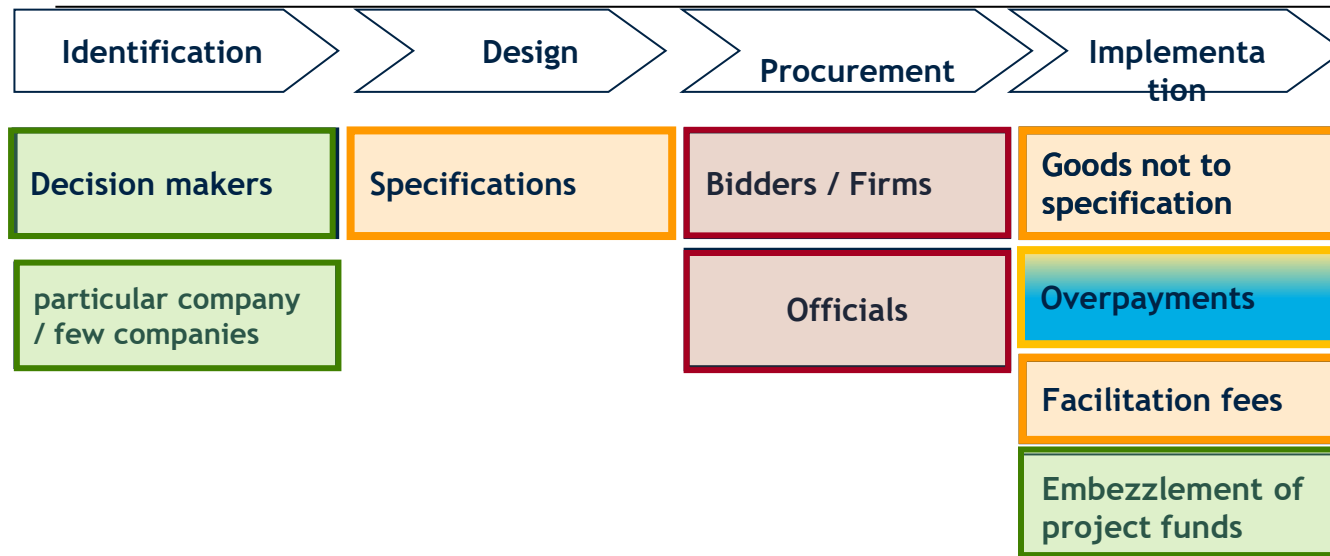 Identification
Design
Procurement
Implementa
tion
Decision makers
Specifications
Bidders / Firms
Goods not to
specification
particular company
/ few companies
Officials
Overpayments
Facilitation fees
Embezzlement of
project funds